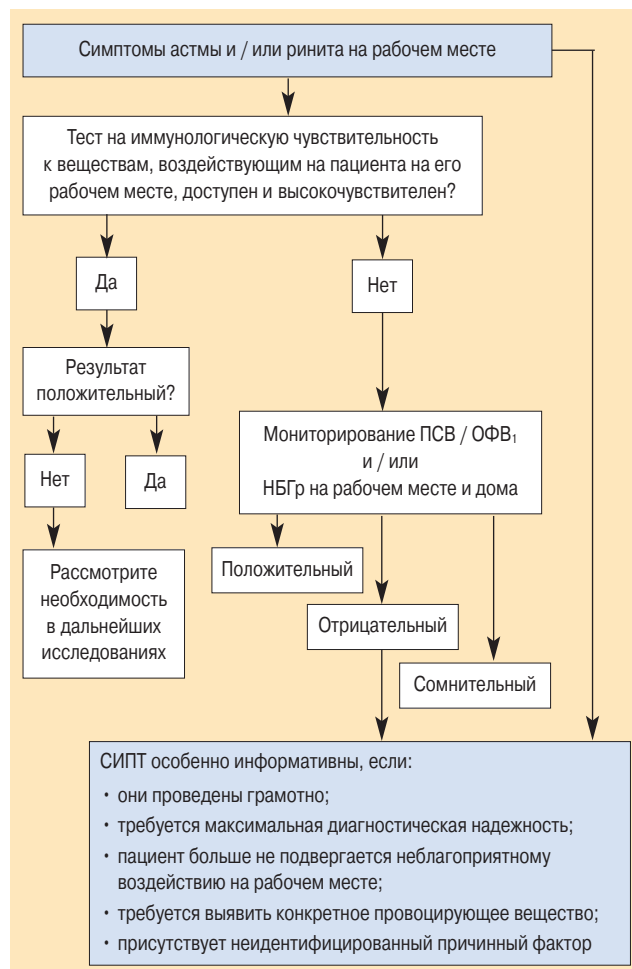 Симптомы астмы и / или ринита на рабочем месте
Тест на иммунологическую чувствительность
к веществам, воздействующим на пациента на его
рабочем месте, доступен и высокочувствителен?
Да
Нет
Результат
положительный?
Мониторирование ПСВ / ОФВ₁
и / или
НБГр на рабочем месте и дома
Нет
Да
Рассмотрите
необходимость
в дальнейших
исследованиях
Положительный
Отрицательный
Сомнительный
СИПТ особенно информативны, если:
· они проведены грамотно;
· требуется максимальная диагностическая надежность;
· пациент больше не подвергается неблагоприятному
воздействию на рабочем месте;
· требуется выявить конкретное провоцирующее вещество;
· присутствует неидентифицированный причинный фактор